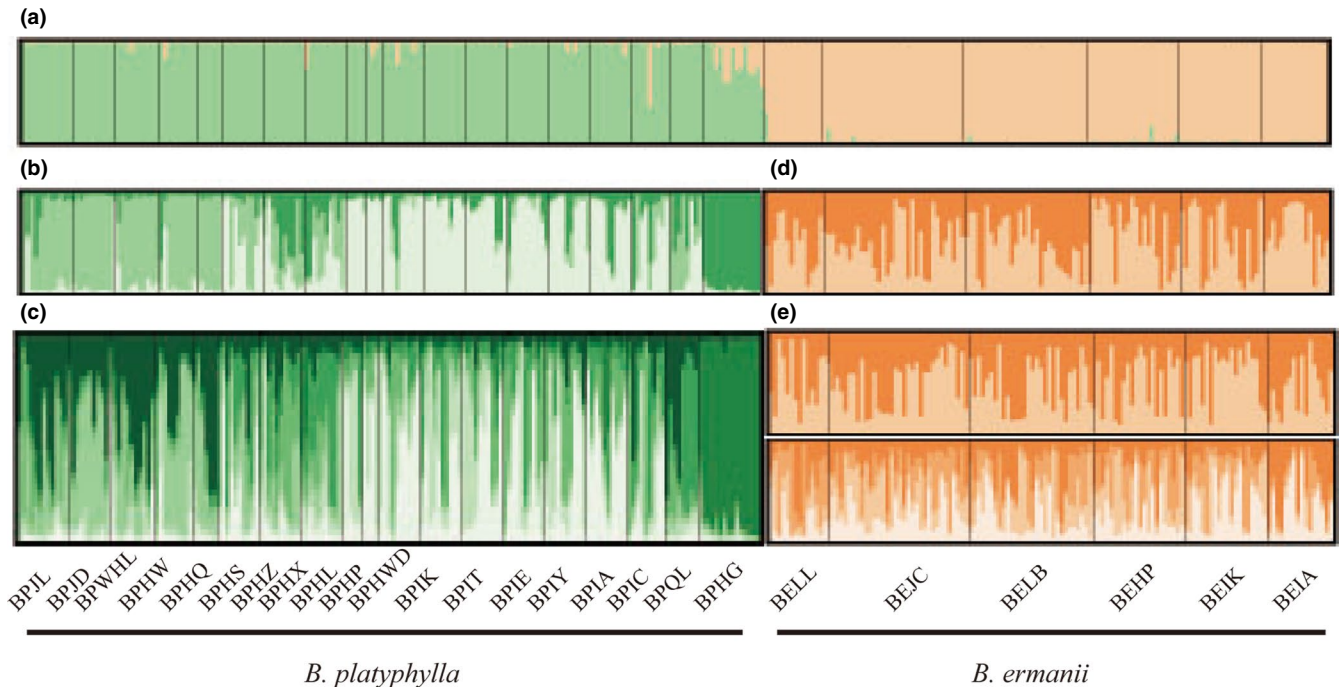 (a)
(b)
(d)
(c)
(e)
BPJL BPJD BPWHL BPHW BPHQ BPHS BPHZ BPHX BPHL BPHP BPHWD BPIK BPIT BPIE BPIY BPIA BPIC BPQL BPHG BELL BEJC BELB BEHP BEIK BEIA
B. platyphylla B. ermanii